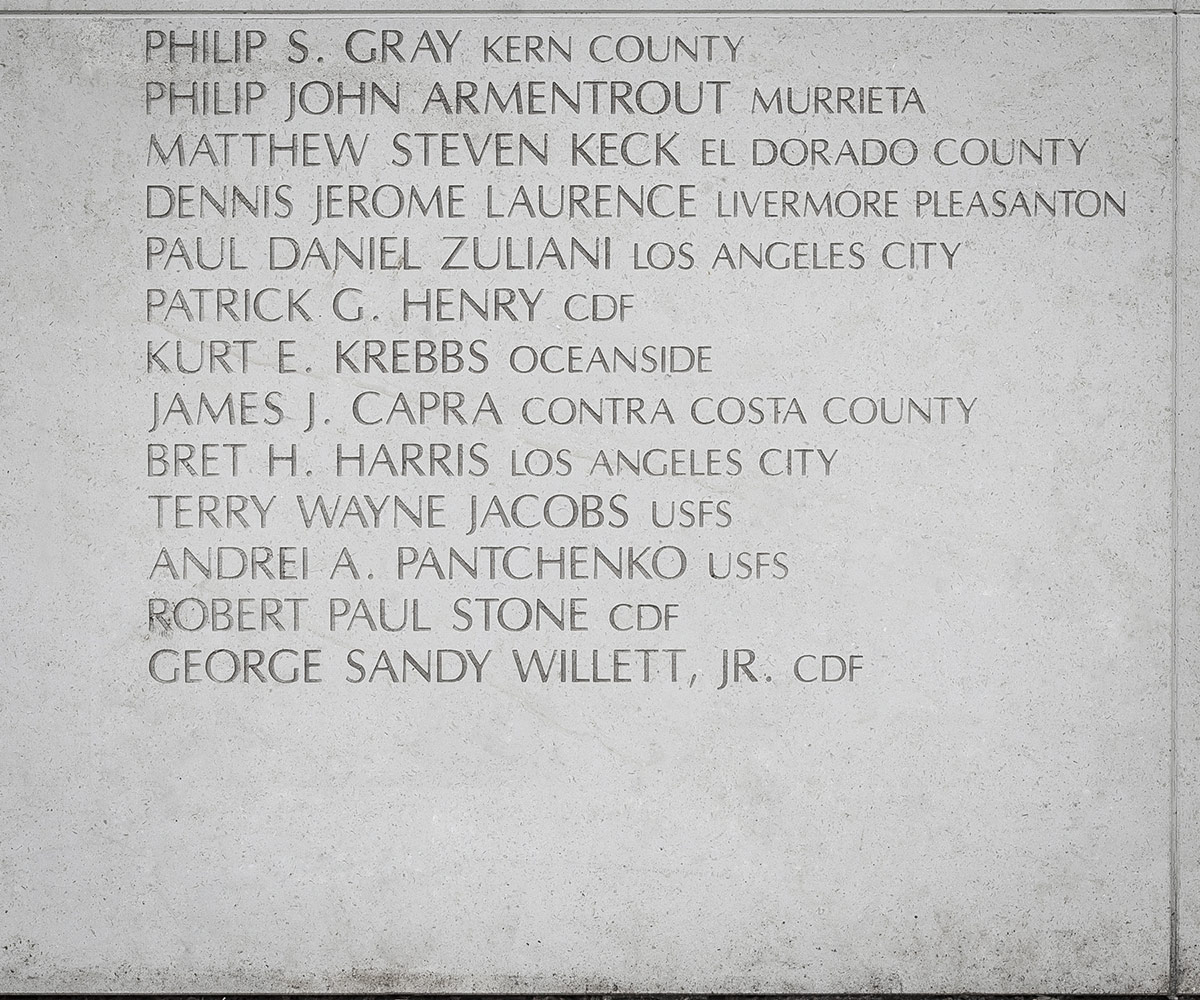 PHILIP S. GRAY KERN COUNTY
PHILIP JOHN ARMENTROUT MURRIETA
MATTHEW STEVEN KECK EL DORADO COUNTY
DENNIS JEROME LAURENCE LIVERMORE PLEASANTON
PAUL DANIEL ZULIANI LOS ANGELES CITY
PATRICK G. HENRY CDF
KURT E. KREBBS OCEANSIDE
JAMES J. CAPRA CONTRA COSTA COUNTY
BRET H. HARRIS LOS ANGELES CITY
TERRY WAYNE JACOBS USFS
ANDREI A. PANTCHENKO USFS
ROBERT PAUL STONE CDF
GEORGE SANDY WILLETT, JR. CDF